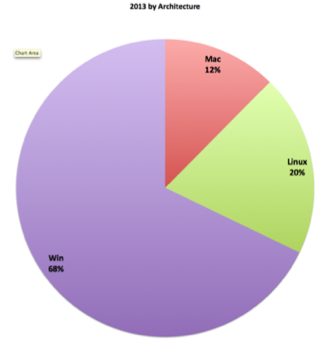 2013 by Architecture
Chart Area
Mac
12%
Linux
20%
Win
68%